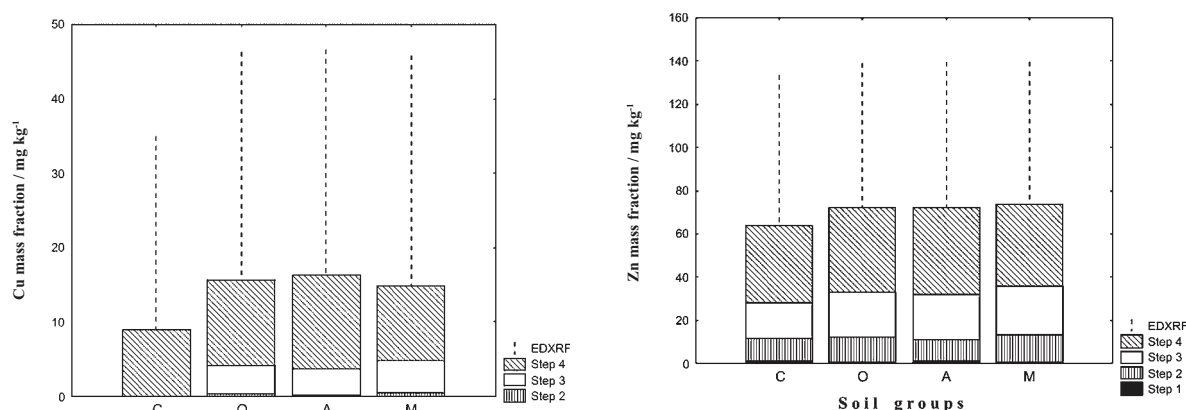 Cu mass fraction / mg kg⁻¹
50
40
30
20
10
0
C O A M
EDXRF
Step 4
Step 3
Step 2
Zn mass fraction / mg kg⁻¹
160
140
120
100
80
60
40
20
0
C O A M
Soil groups
EDXRF
Step 4
Step 3
Step 2
Step 1